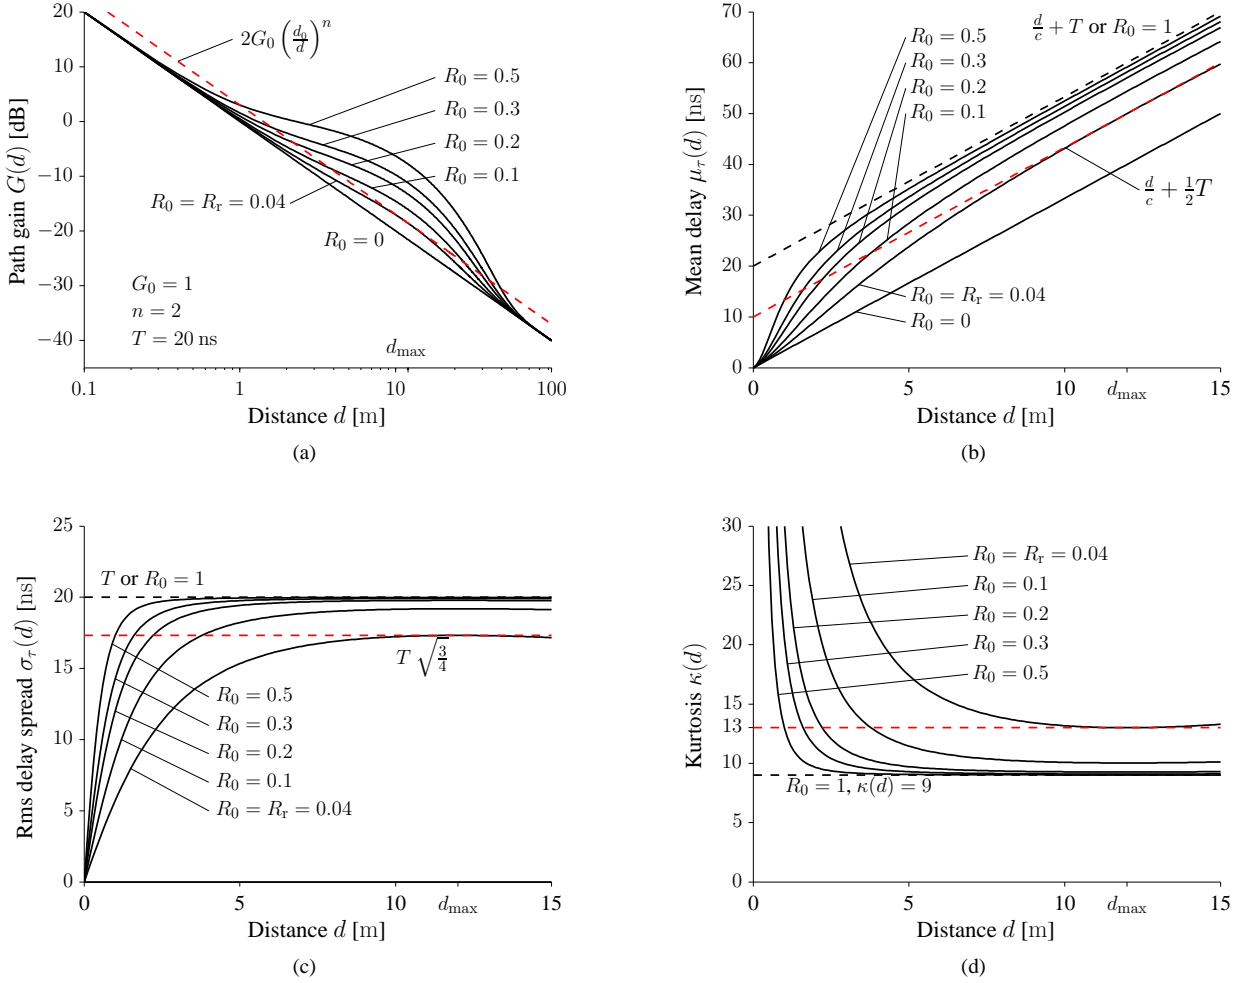 20
10
0
−10
−20
−30
−40
Path gain G(d) [dB]
2G₀ (d₀/d)ⁿ
R₀ = 0.5
R₀ = 0.3
R₀ = 0.2
R₀ = 0.1
R₀ = Rᵣ = 0.04
R₀ = 0
G₀ = 1
n = 2
T = 20 ns
d_max
0.1 1 10 100
Distance d [m]
(a)
70
60
50
40
30
20
10
0
Mean delay μ_τ(d) [ns]
d/c + T or R₀ = 1
R₀ = 0.5
R₀ = 0.3
R₀ = 0.2
R₀ = 0.1
d/c + 1/2 T
R₀ = Rᵣ = 0.04
R₀ = 0
0 5 10 d_max 15
Distance d [m]
(b)
25
20
15
10
5
0
Rms delay spread σ_τ(d) [ns]
T or R₀ = 1
T √(3/4)
R₀ = 0.5
R₀ = 0.3
R₀ = 0.2
R₀ = 0.1
R₀ = Rᵣ = 0.04
0 5 10 d_max 15
Distance d [m]
(c)
30
25
20
15
13
10
5
0
Kurtosis κ(d)
R₀ = Rᵣ = 0.04
R₀ = 0.1
R₀ = 0.2
R₀ = 0.3
R₀ = 0.5
R₀ = 1, κ(d) = 9
0 5 10 d_max 15
Distance d [m]
(d)